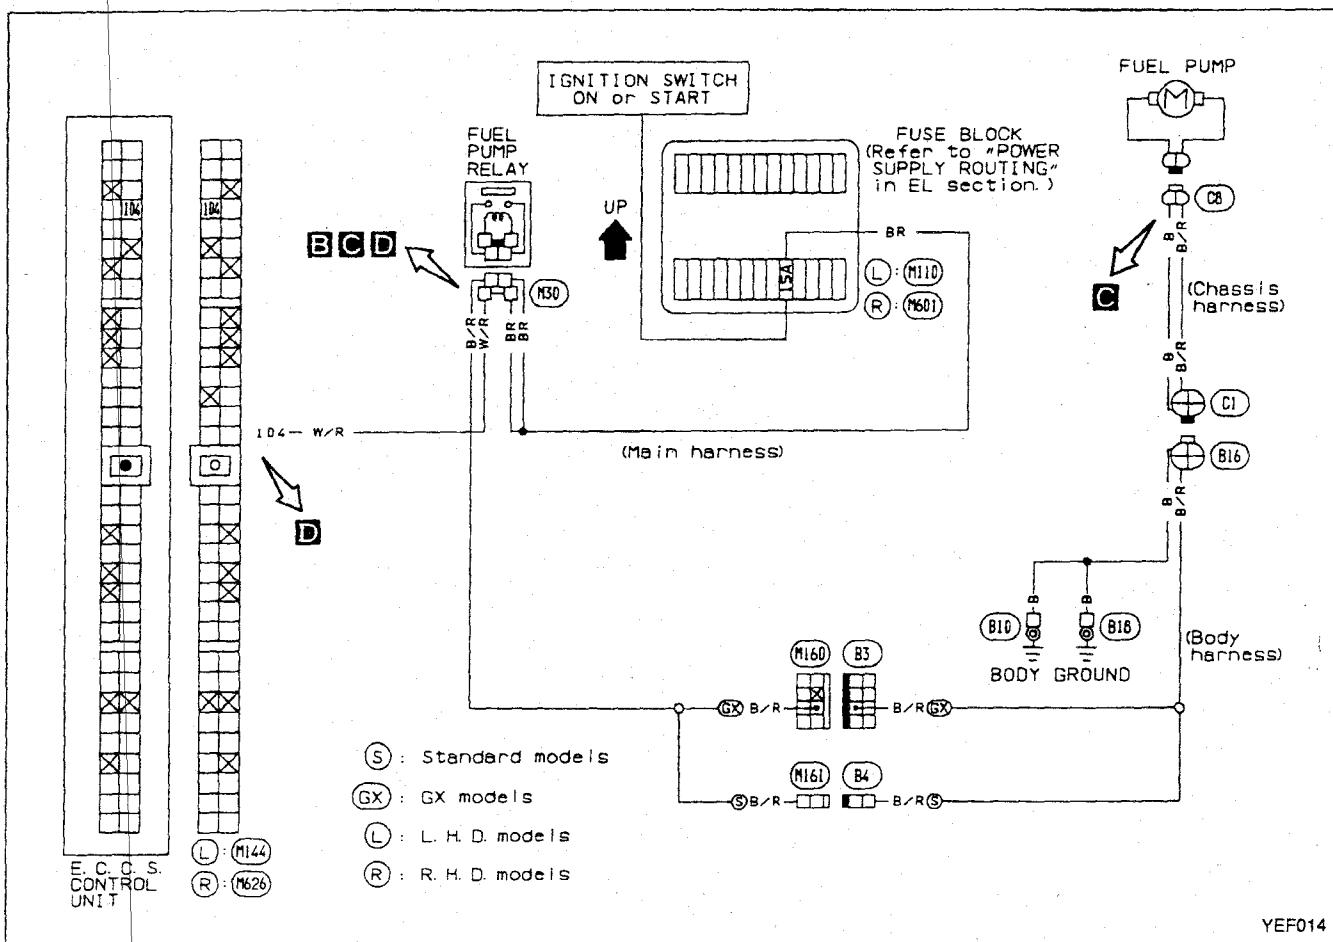 IGNITION SWITCH
ON or START
FUEL PUMP
M
FUEL
PUMP
RELAY
FUSE BLOCK
(Refer to "POWER
SUPPLY ROUTING"
in EL section.)
UP
BR
15A
L : M110
R : M601
B C D
M30
B/R
W/R
BR
BR
104
104
104 W/R
D
(Main harness)
C8
B
B/R
C
(Chassis
harness)
B
B/R
C1
B16
B
B/R
B
B
B10
B18
BODY GROUND
(Body
harness)
M160 B3
GX B/R
B/R GX
M161 B4
S B/R
B/R S
S : Standard models
GX : GX models
L : L. H. D. models
R : R. H. D. models
L : M144
R : M626
E. C. C. S.
CONTROL
UNIT
YEF014